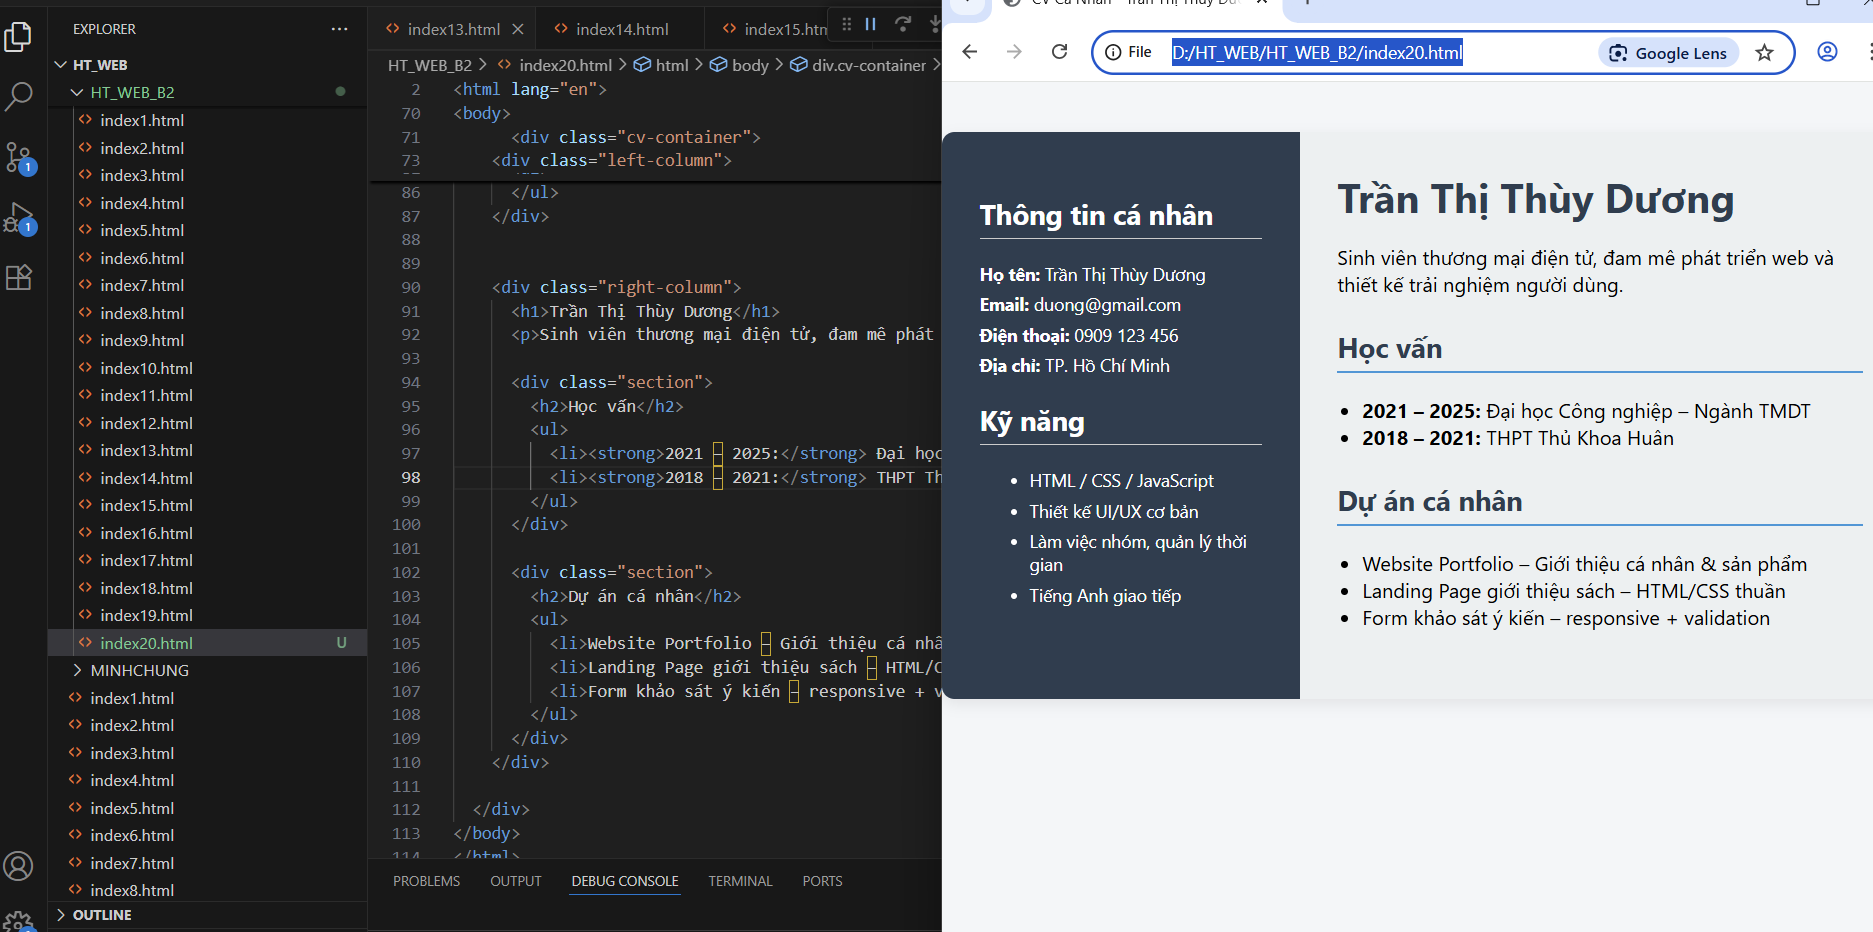 EXPLORER
HT_WEB
HT_WEB_B2
index1.html
index2.html
index3.html
index4.html
index5.html
index6.html
index7.html
index8.html
index9.html
index10.html
index11.html
index12.html
index13.html
index14.html
index15.html
index16.html
index17.html
index18.html
index19.html
index20.html U
MINHCHUNG
index1.html
index2.html
index3.html
index4.html
index5.html
index6.html
index7.html
index8.html
OUTLINE
1
1
index13.html
index14.html
index15.htm
HT_WEB_B2 > index20.html > html > body > div.cv-container >
2 <html lang="en">
70 <body>
71 <div class="cv-container">
73 <div class="left-column">
86 </ul>
87 </div>
88
89
90 <div class="right-column">
91 <h1>Trần Thị Thùy Dương</h1>
92 <p>Sinh viên thương mại điện tử, đam mê phát
93
94 <div class="section">
95 <h2>Học vấn</h2>
96 <ul>
97 <li><strong>2021 – 2025:</strong> Đại học
98 <li><strong>2018 – 2021:</strong> THPT Th
99 </ul>
100 </div>
101
102 <div class="section">
103 <h2>Dự án cá nhân</h2>
104 <ul>
105 <li>Website Portfolio – Giới thiệu cá nhâ
106 <li>Landing Page giới thiệu sách – HTML/C
107 <li>Form khảo sát ý kiến – responsive + v
108 </ul>
109 </div>
110 </div>
111
112 </div>
113 </body>
114 </html>
PROBLEMS OUTPUT DEBUG CONSOLE TERMINAL PORTS
File D:/HT_WEB/HT_WEB_B2/index20.html Google Lens
Thông tin cá nhân
Họ tên: Trần Thị Thùy Dương
Email: duong@gmail.com
Điện thoại: 0909 123 456
Địa chỉ: TP. Hồ Chí Minh
Kỹ năng
• HTML / CSS / JavaScript
• Thiết kế UI/UX cơ bản
• Làm việc nhóm, quản lý thời
gian
• Tiếng Anh giao tiếp
Trần Thị Thùy Dương
Sinh viên thương mại điện tử, đam mê phát triển web và
thiết kế trải nghiệm người dùng.
Học vấn
• 2021 – 2025: Đại học Công nghiệp – Ngành TMDT
• 2018 – 2021: THPT Thủ Khoa Huân
Dự án cá nhân
• Website Portfolio – Giới thiệu cá nhân & sản phẩm
• Landing Page giới thiệu sách – HTML/CSS thuần
• Form khảo sát ý kiến – responsive + validation